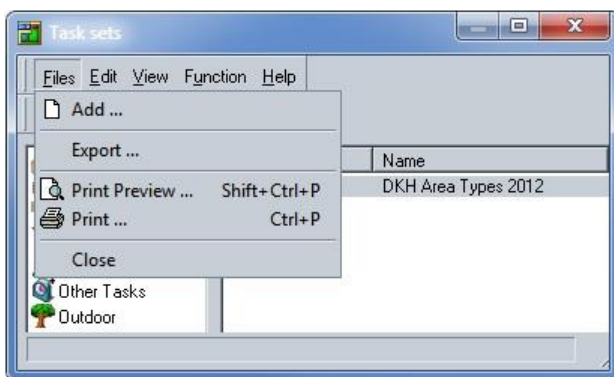 Task sets
Files Edit View Function Help
Add ...
Export ...
Print Preview ... Shift+Ctrl+P
Print ... Ctrl+P
Close
Name
DKH Area Types 2012
Other Tasks
Outdoor